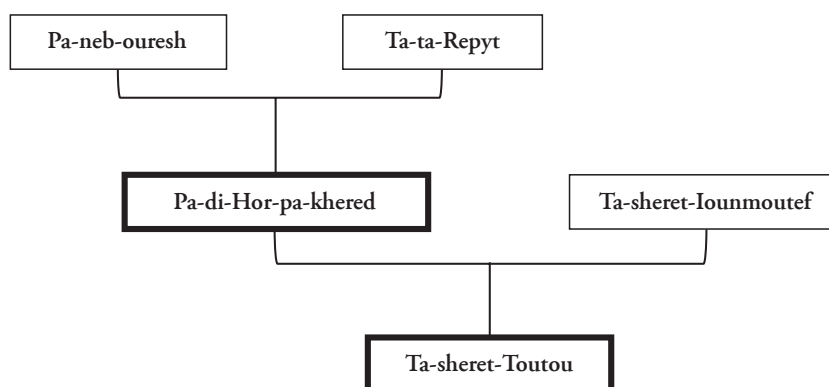 Pa-neb-ouresh
Ta-ta-Repyt
Pa-di-Hor-pa-khered
Ta-sheret-Iounmoutef
Ta-sheret-Toutou